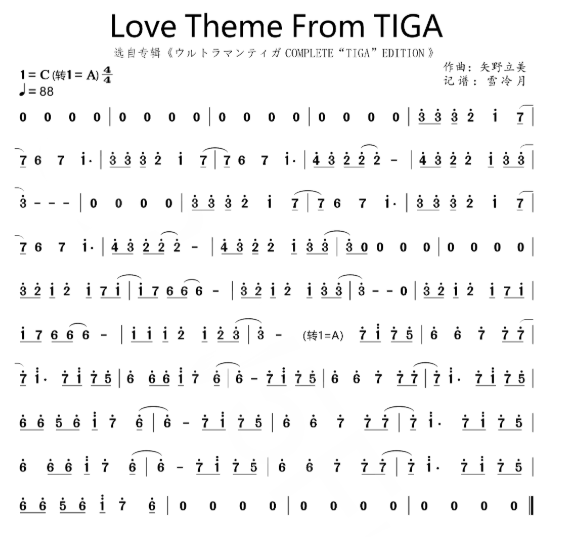 Love Theme From TIGA
选自专辑《ウルトラマンティガ COMPLETE“TIGA”EDITION》
1=C (转1=A) 4/4
作曲：矢野立美
♩=88
记谱：雪冷月
0 0 0 0 | 0 0 0 0 | 0 0 0 0 | 0 0 0 0 | 3 3 3 2 1 7 |
7 6 7 1· | 3 3 3 2 1 7 | 7 6 7 1· | 4 3 2 2 2 - | 4 3 2 2 1 3 3 |
3 - - - | 0 0 0 0 | 3 3 3 2 1 7 | 7 6 7 1· | 3 3 3 2 1 7 |
7 6 7 1· | 4 3 2 2 2 - | 4 3 2 2 1 3 3 | 3 0 0 0 0 | 0 0 0 0 |
3 2 1 2 1 7 1 | 1 7 6 6 6 - | 3 2 1 2 1 3 3 | 3 - - 0 | 3 2 1 2 1 7 1 |
1 7 6 6 6 - | 1 1 1 2 1 2 3 | 3 - (转1=A) 7 1 7 5 | 6 6 7 7 7 |
7 1· 7 1 7 5 | 6 6 6 1 7 6 | 6 - 7 1 7 5 | 6 6 7 7 7 | 7 1· 7 1 7 5 |
6 6 5 6 1 7 6 | 6 - 7 1 7 5 | 6 6 7 7 7 | 7 1· 7 1 7 5 |
6 6 6 1 7 6 | 6 - 7 1 7 5 | 6 6 7 7 7 | 7 1· 7 1 7 5 |
6 6 5 6 1 7 6 | 0 0 0 0 | 0 0 0 0 | 0 0 0 0 | 0 0 0 0 ‖